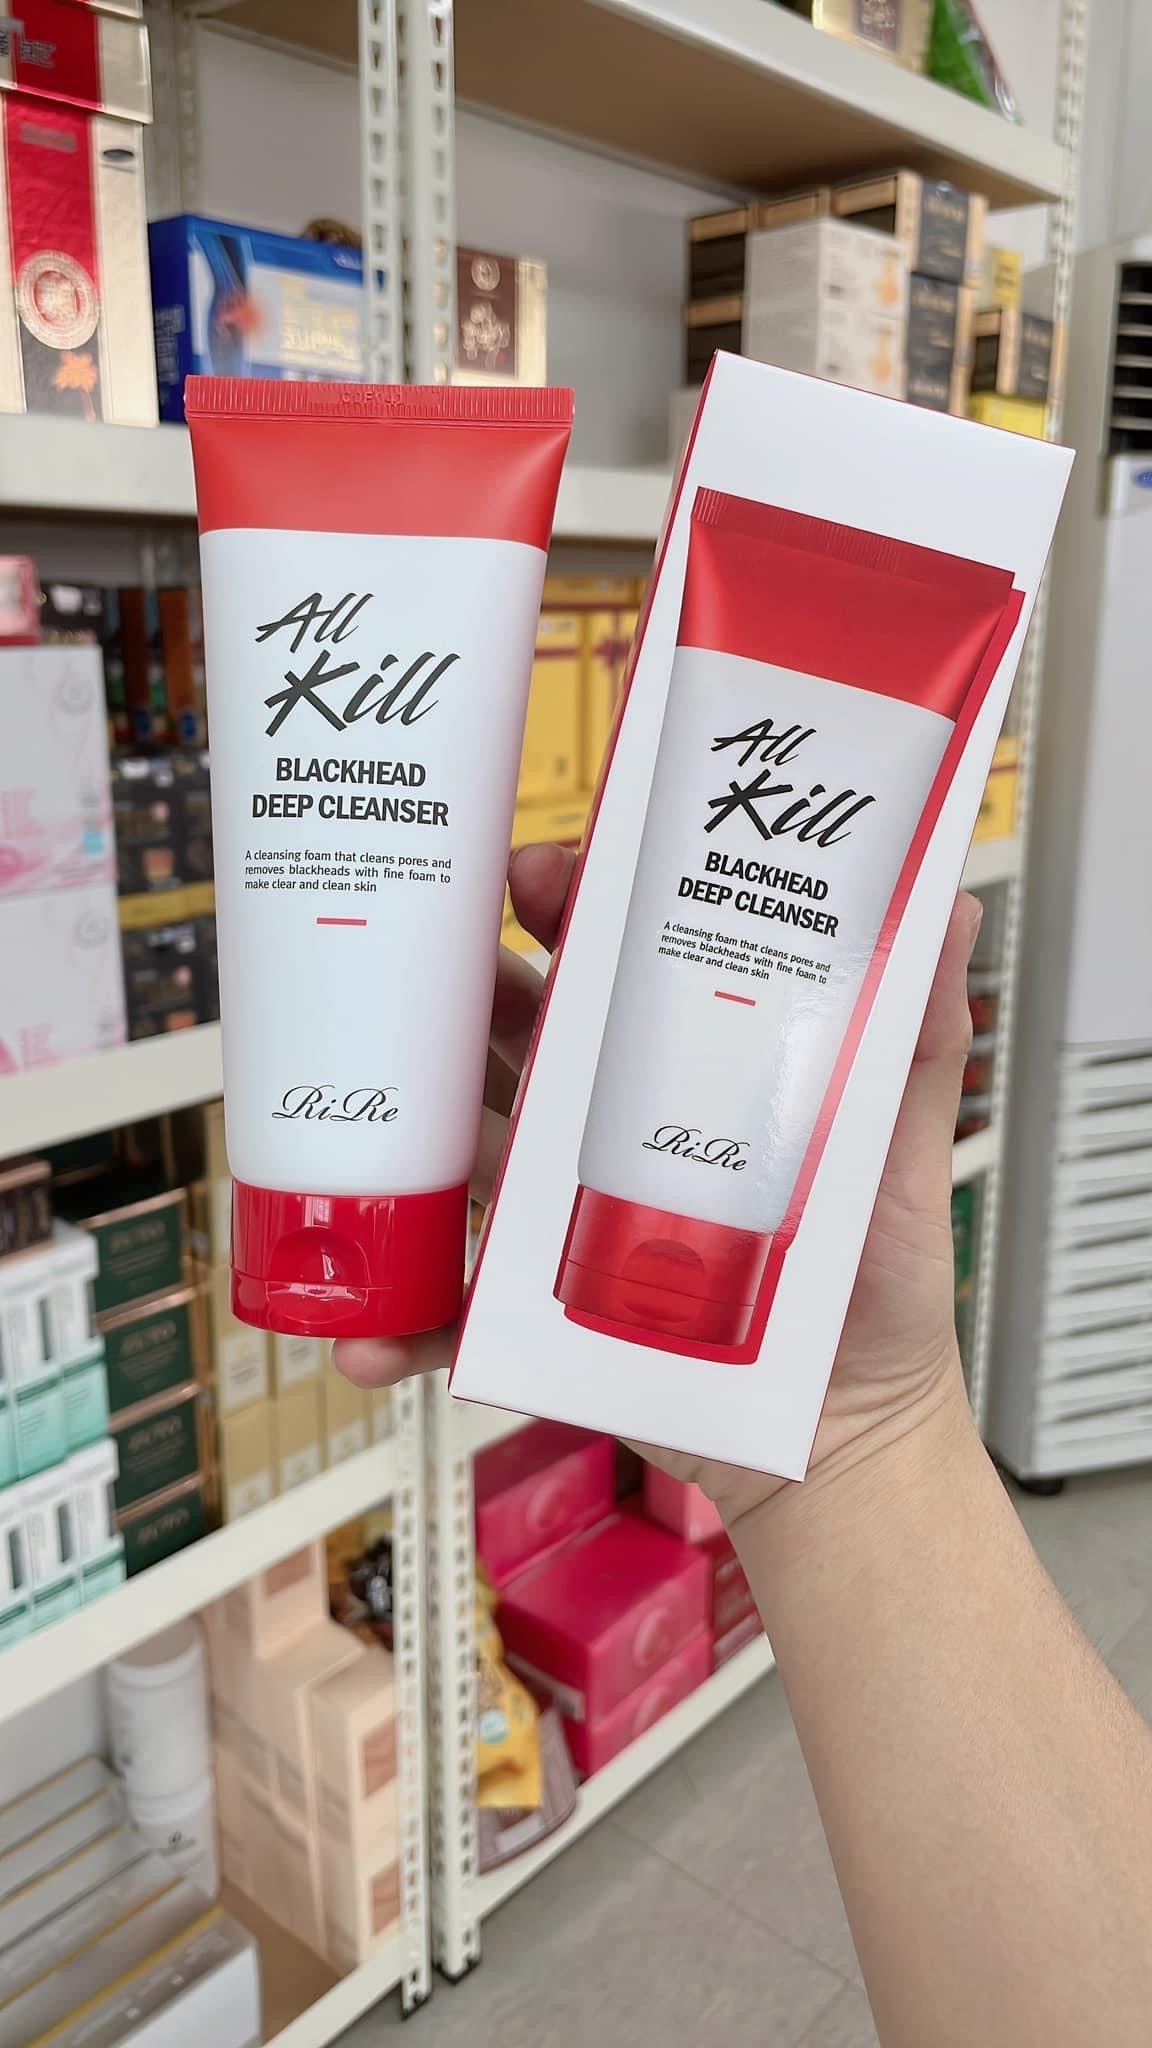 All
Kill
BLACKHEAD
DEEP CLEANSER
A cleansing foam that cleans pores and
removes blackheads with fine foam to
make clear and clean skin
RiRe
All
Kill
BLACKHEAD
DEEP CLEANSER
A cleansing foam that cleans pores and
removes blackheads with fine foam to
make clear and clean skin
RiRe